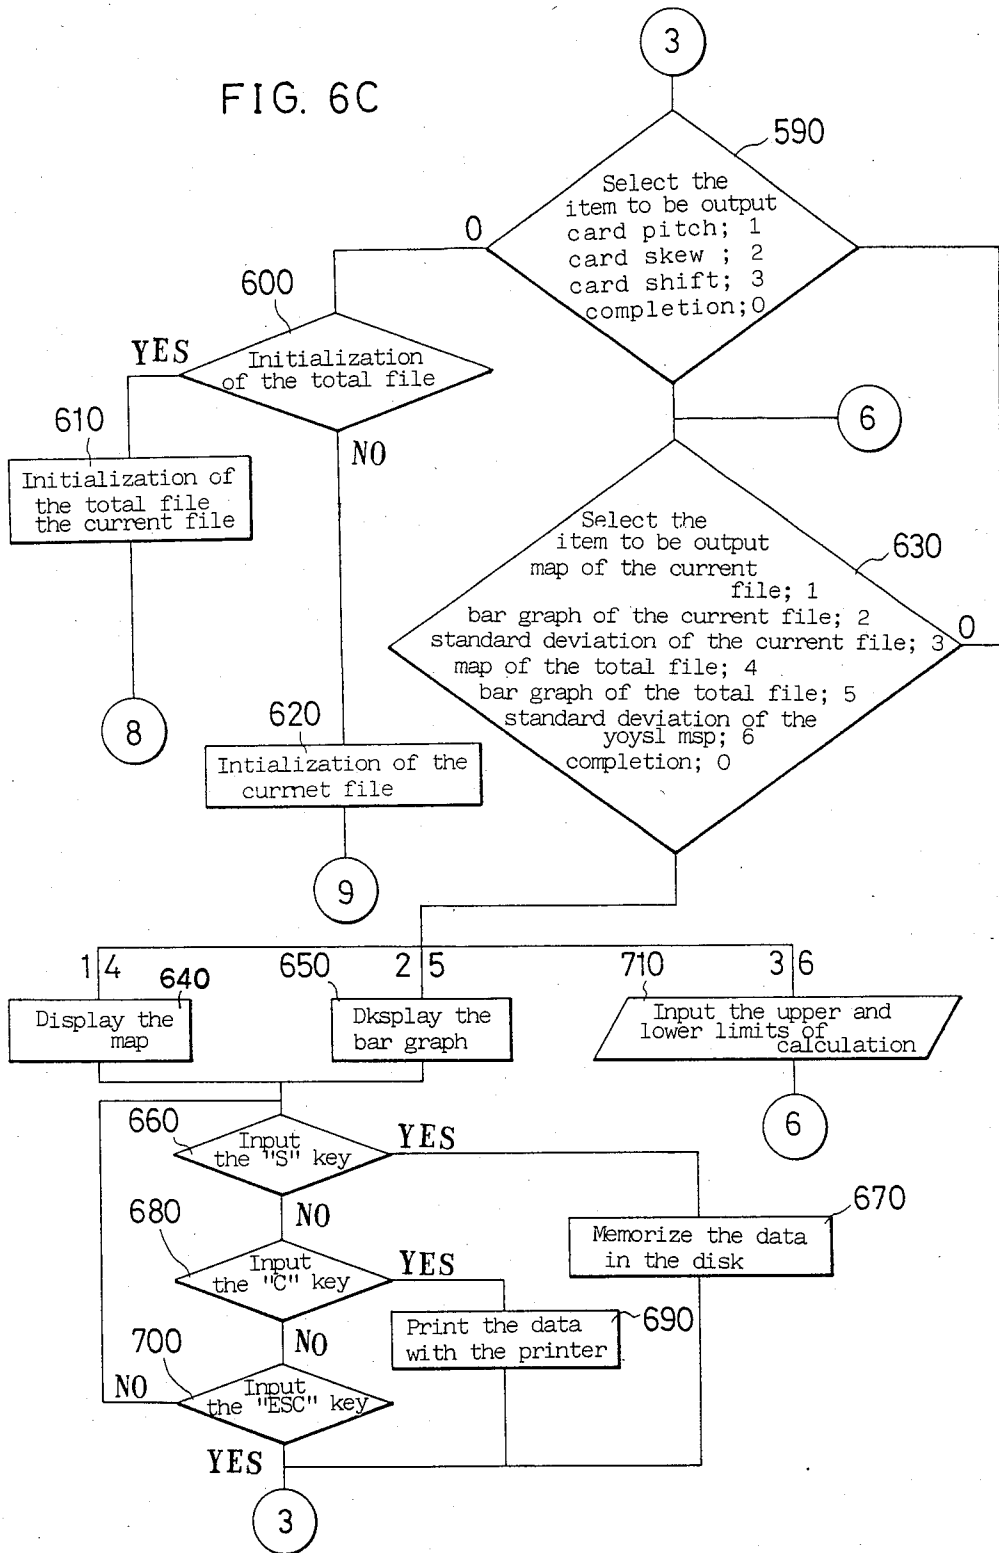 FIG. 6C
3
590
Select the
item to be output
card pitch; 1
card skew ; 2
card shift; 3
completion;0
0
600
YES
Initialization
of the total file
NO
6
610
Initialization of
the total file
the current file
8
620
Intialization of the
curmet file
9
630
Select the
item to be output
map of the current
file; 1
bar graph of the current file; 2
standard deviation of the current file; 3
map of the total file; 4
bar graph of the total file; 5
standard deviation of the
yoysl msp; 6
completion; 0
0
1 4
640
Display the
map
650
2 5
Dksplay the
bar graph
710
3 6
Input the upper and
lower limits of
calculation
6
660
Input
the "S" key
YES
NO
670
Memorize the data
in the disk
680
Input
the "C" key
YES
NO
690
Print the data
with the printer
700
Input
the "ESC" key
NO
YES
3